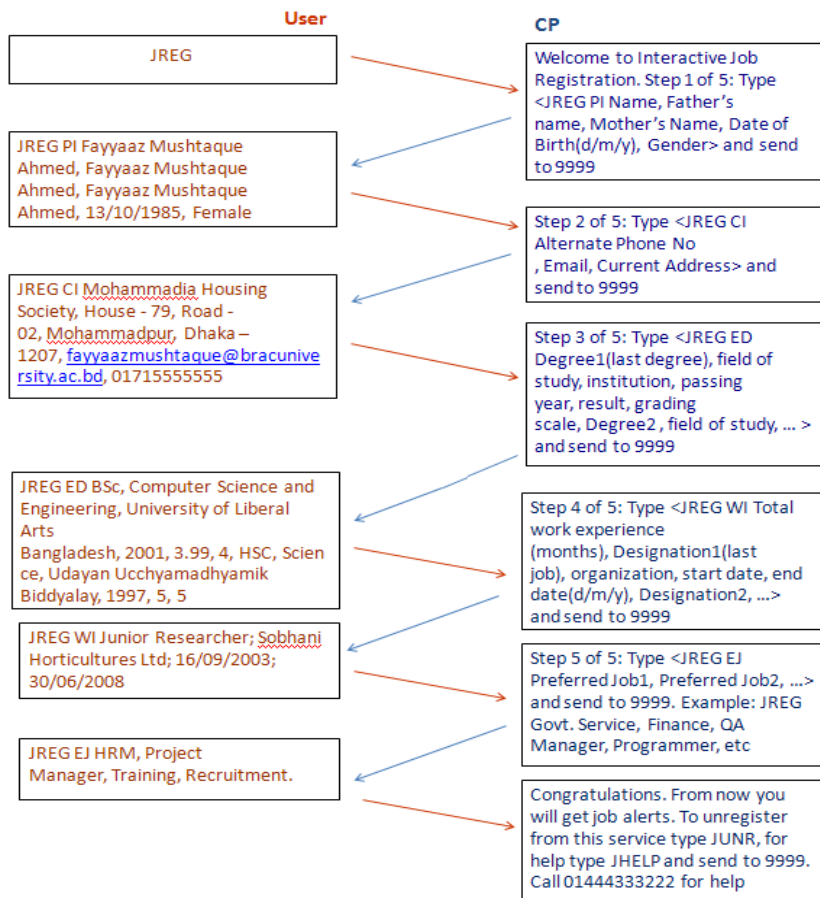 User
CP
JREG
Welcome to Interactive Job
Registration. Step 1 of 5: Type
<JREG PI Name, Father's
name, Mother's Name, Date of
Birth(d/m/y), Gender> and send
to 9999
JREG PI Fayyaaz Mushtaque
Ahmed, Fayyaaz Mushtaque
Ahmed, Fayyaaz Mushtaque
Ahmed, 13/10/1985, Female
Step 2 of 5: Type <JREG CI
Alternate Phone No
, Email, Current Address> and
send to 9999
JREG CI Mohammadia Housing
Society, House - 79, Road -
02, Mohammadpur, Dhaka –
1207, fayyaazmushtaque@bracunive
rsity.ac.bd, 01715555555
Step 3 of 5: Type <JREG ED
Degree1(last degree), field of
study, institution, passing
year, result, grading
scale, Degree2 , field of study, ... >
and send to 9999
JREG ED BSc, Computer Science and
Engineering, University of Liberal
Arts
Bangladesh, 2001, 3.99, 4, HSC, Scien
ce, Udayan Ucchyamadhyamik
Biddyalay, 1997, 5, 5
Step 4 of 5: Type <JREG WI Total
work experience
(months), Designation1(last
job), organization, start date, end
date(d/m/y), Designation2, ...>
and send to 9999
JREG WI Junior Researcher; Sobhani
Horticultures Ltd; 16/09/2003;
30/06/2008
Step 5 of 5: Type <JREG EJ
Preferred Job1, Preferred Job2, ...>
and send to 9999. Example: JREG
Govt. Service, Finance, QA
Manager, Programmer, etc
JREG EJ HRM, Project
Manager, Training, Recruitment.
Congratulations. From now you
will get job alerts. To unregister
from this service type JUNR, for
help type JHELP and send to 9999.
Call 01444333222 for help